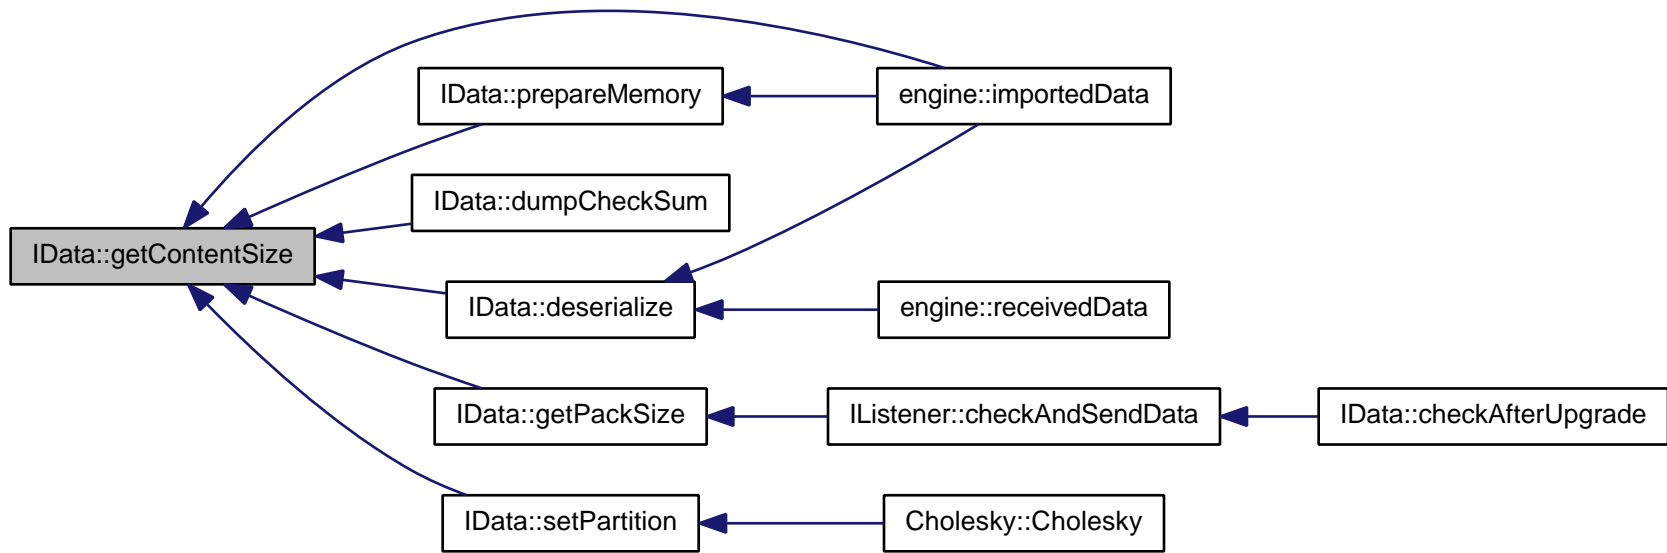 IData::prepareMemory
engine::importedData
IData::dumpCheckSum
IData::getContentSize
IData::deserialize
engine::receivedData
IData::getPackSize
IListener::checkAndSendData
IData::checkAfterUpgrade
IData::setPartition
Cholesky::Cholesky